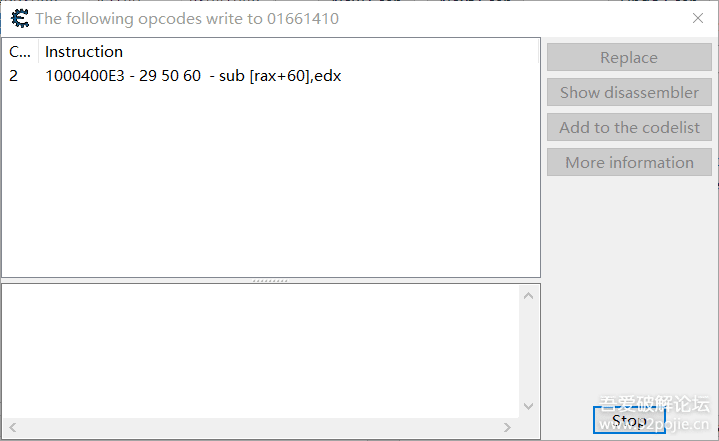 The following opcodes write to 01661410
C... Instruction
2 1000400E3 - 29 50 60 - sub [rax+60],edx
Replace
Show disassembler
Add to the codelist
More information
Stop
吾爱破解论坛
www.52pojie.cn